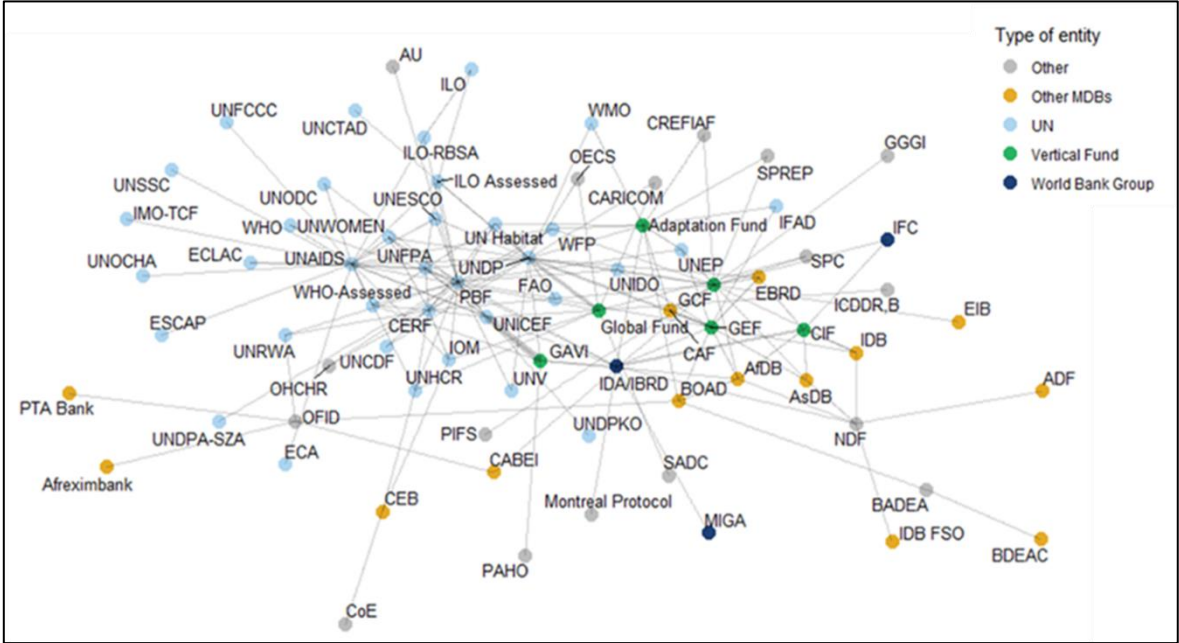 Type of entity
Other
Other MDBs
UN
Vertical Fund
World Bank Group
AU
ILO
UNFCCC
UNCTAD
WMO
CREFIAF
ILO-RBSA
OECS
GGGI
UNSSC
UNODC
UNESCO
ILO Assessed
CARICOM
SPREP
IMO-TCF
WHO
UNWOMEN
UN Habitat
WFP
Adaptation Fund
IFAD
IFC
UNOCHA
ECLAC
UNAIDS
UNFPA
UNDP
UNEP
SPC
WHO-Assessed
PBF
FAO
UNIDO
GCF
EBRD
ICDDR,B
EIB
ESCAP
CERF
UNICEF
Global Fund
GEF
CIF
IDB
UNRWA
UNCDF
IOM
GAVI
CAF
AfDB
OHCHR
UNHCR
UNV
IDA/IBRD
BOAD
AsDB
ADF
PTA Bank
OFID
UNDPA-SZA
PIFS
UNDPKO
NDF
ECA
CABEI
SADC
Afreximbank
CEB
Montreal Protocol
MIGA
BADEA
IDB FSO
BDEAC
PAHO
CoE